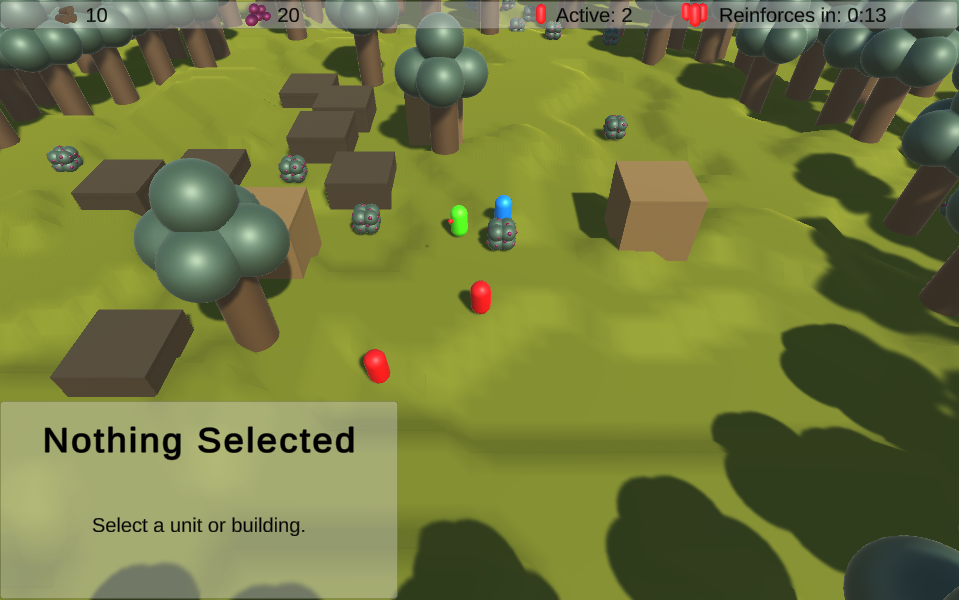 10 20 Active: 2 Reinforces in: 0:13
Nothing Selected
Select a unit or building.